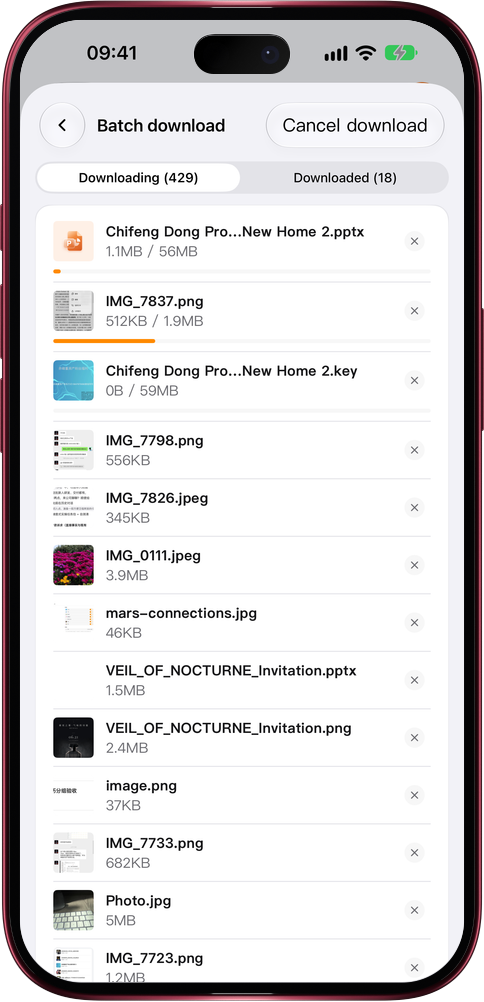 09:41
Batch download
Cancel download
Downloading (429)
Downloaded (18)
Chifeng Dong Pro...New Home 2.pptx
1.1MB / 56MB
IMG_7837.png
512KB / 1.9MB
Chifeng Dong Pro...New Home 2.key
0B / 59MB
IMG_7798.png
556KB
IMG_7826.jpeg
345KB
IMG_0111.jpeg
3.9MB
mars-connections.jpg
46KB
VEIL_OF_NOCTURNE_Invitation.pptx
1.5MB
VEIL_OF_NOCTURNE_Invitation.png
2.4MB
image.png
37KB
IMG_7733.png
682KB
Photo.jpg
5MB
IMG_7723.png
1.2MB